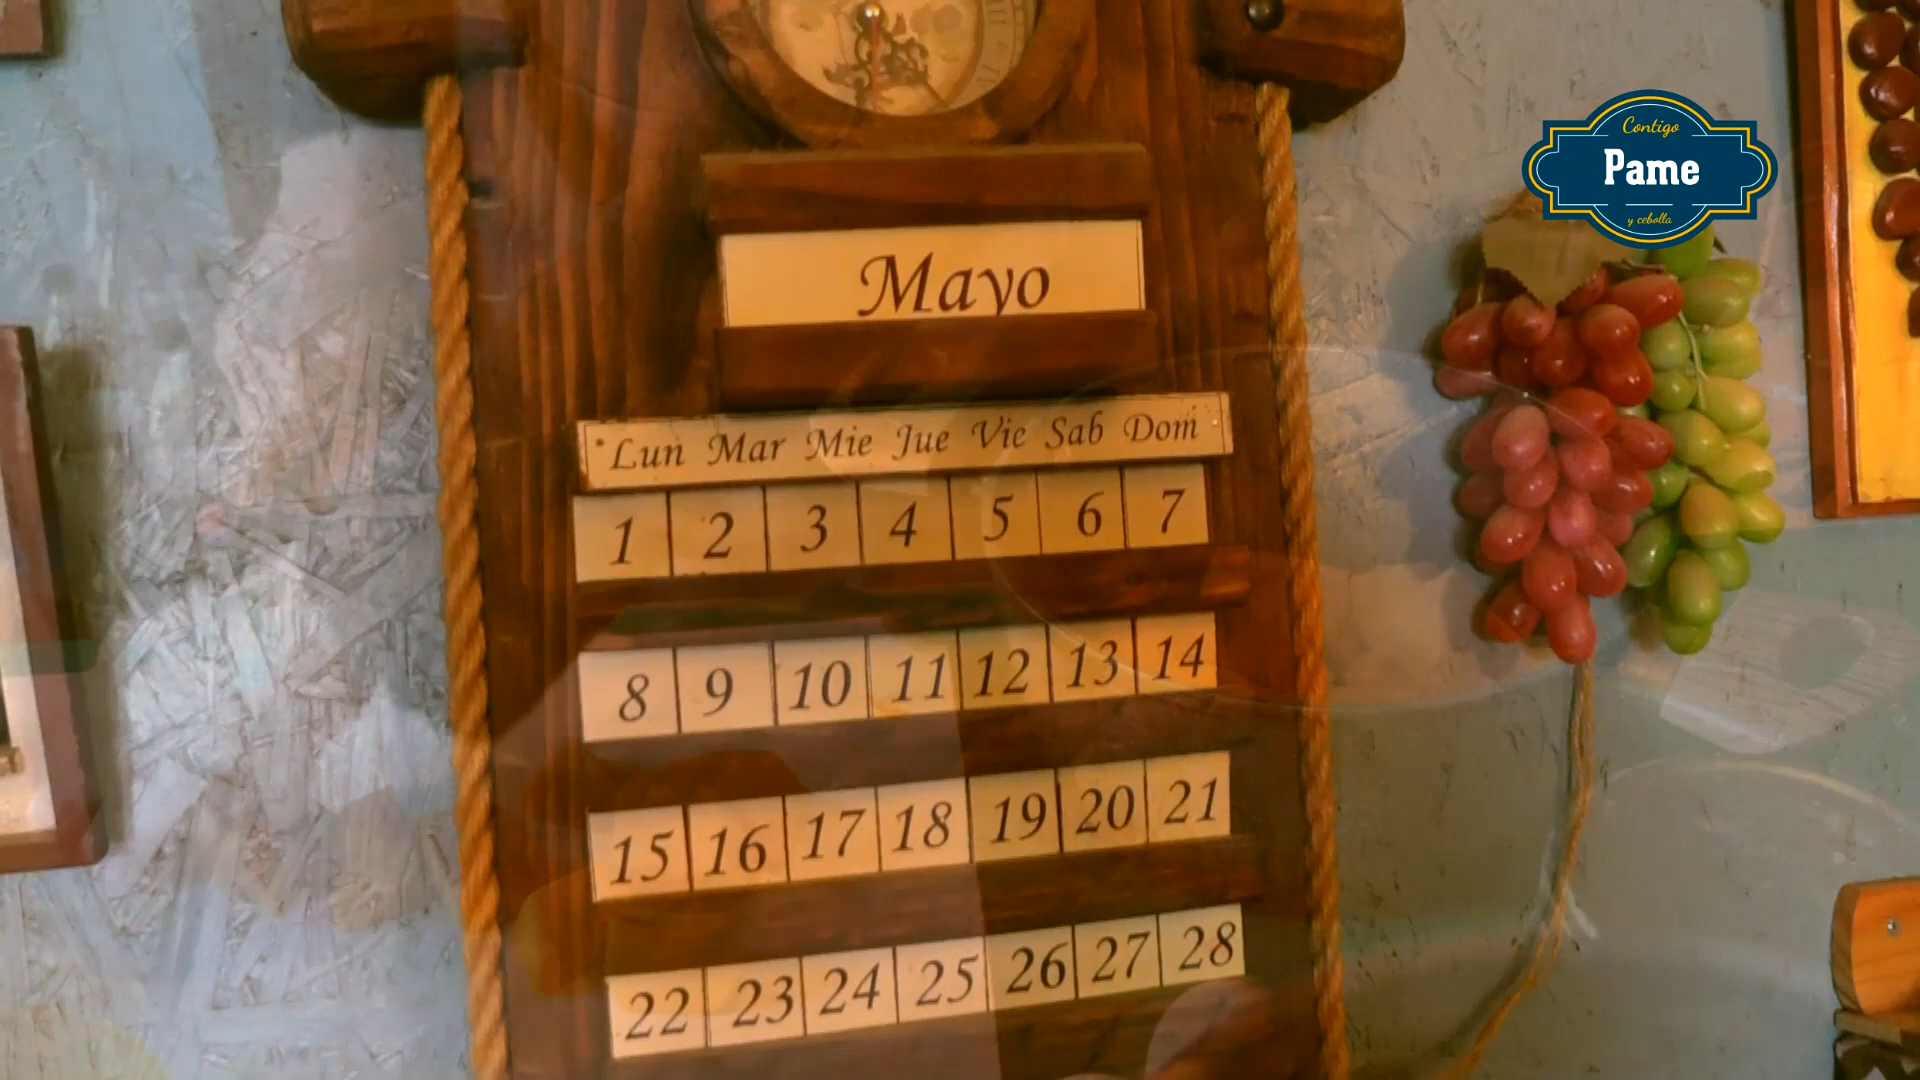 Contigo
Pame
y cebolla
Mayo
Lun Mar Mie Jue Vie Sab Dom
1 2 3 4 5 6 7
8 9 10 11 12 13 14
15 16 17 18 19 20 21
22 23 24 25 26 27 28